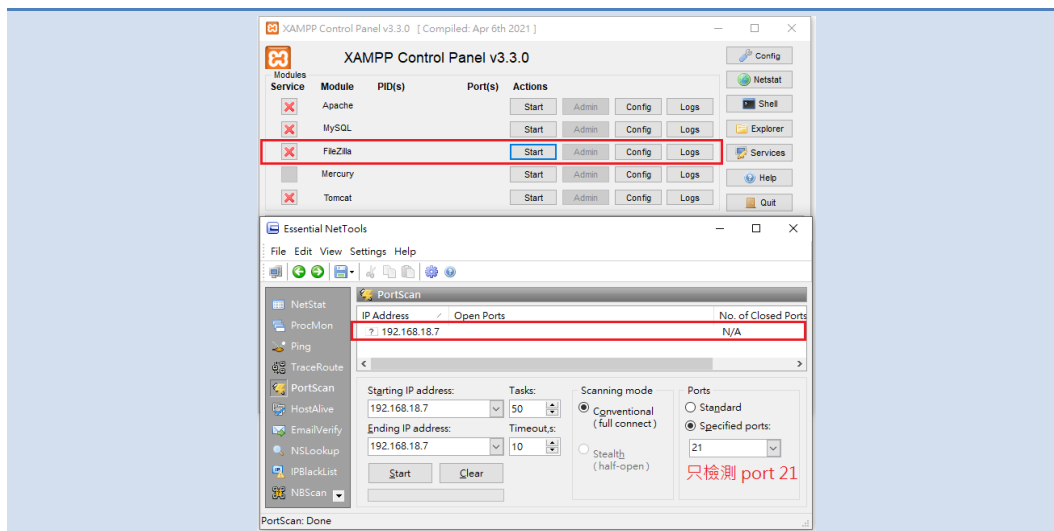 XAMPP Control Panel v3.3.0 [ Compiled: Apr 6th 2021 ]
XAMPP Control Panel v3.3.0
Config
Modules
Service Module PID(s) Port(s) Actions
Netstat
Apache Start Admin Config Logs
Shell
MySQL Start Admin Config Logs
Explorer
FileZilla Start Admin Config Logs
Services
Mercury Start Admin Config Logs
Help
Tomcat Start Admin Config Logs
Quit
Essential NetTools
File Edit View Settings Help
NetStat
ProcMon
Ping
TraceRoute
PortScan
HostAlive
EmailVerify
NSLookup
IPBlackList
NBScan
PortScan
IP Address Open Ports No. of Closed Ports
? 192.168.18.7 N/A
Starting IP address: Tasks: Scanning mode Ports
192.168.18.7 50 Conventional Standard
(full connect) Specified ports:
Ending IP address: Timeout,s:
192.168.18.7 10 Stealth 21
(half-open)
Start Clear
只檢測 port 21
PortScan: Done